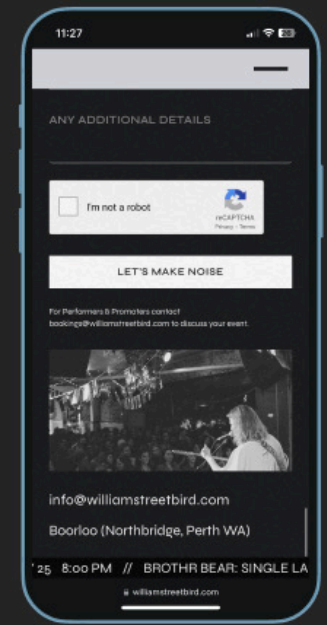 11:27
ANY ADDITIONAL DETAILS
I'm not a robot
reCAPTCHA
Privacy - Terms
LET'S MAKE NOISE
For Performers & Promoters contact
bookings@williamstreetbird.com to discuss your event.
info@williamstreetbird.com
Boorloo (Northbridge, Perth WA)
' 25 8:00 PM // BROTHR BEAR: SINGLE LA
williamstreetbird.com